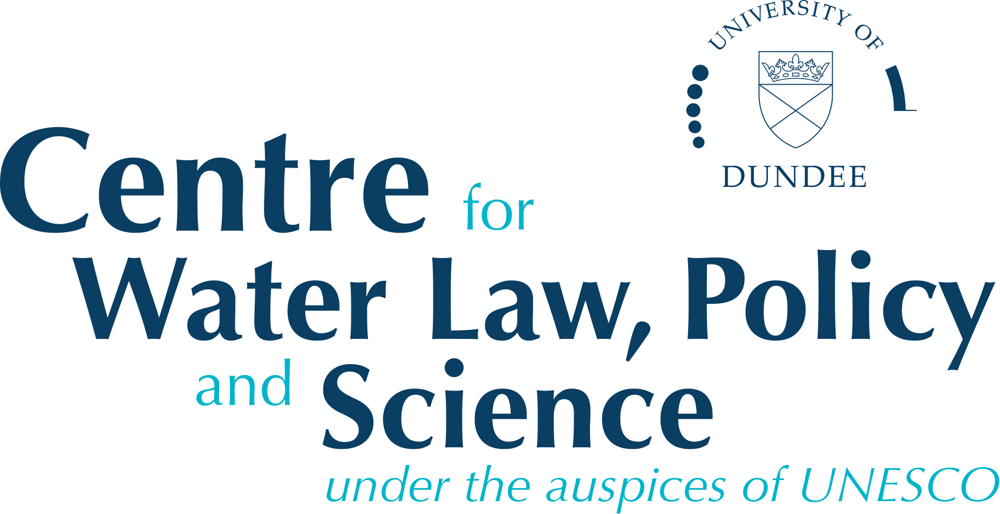 UNIVERSITY OF
DUNDEE
Centre for
Water Law, Policy
and Science
under the auspices of UNESCO